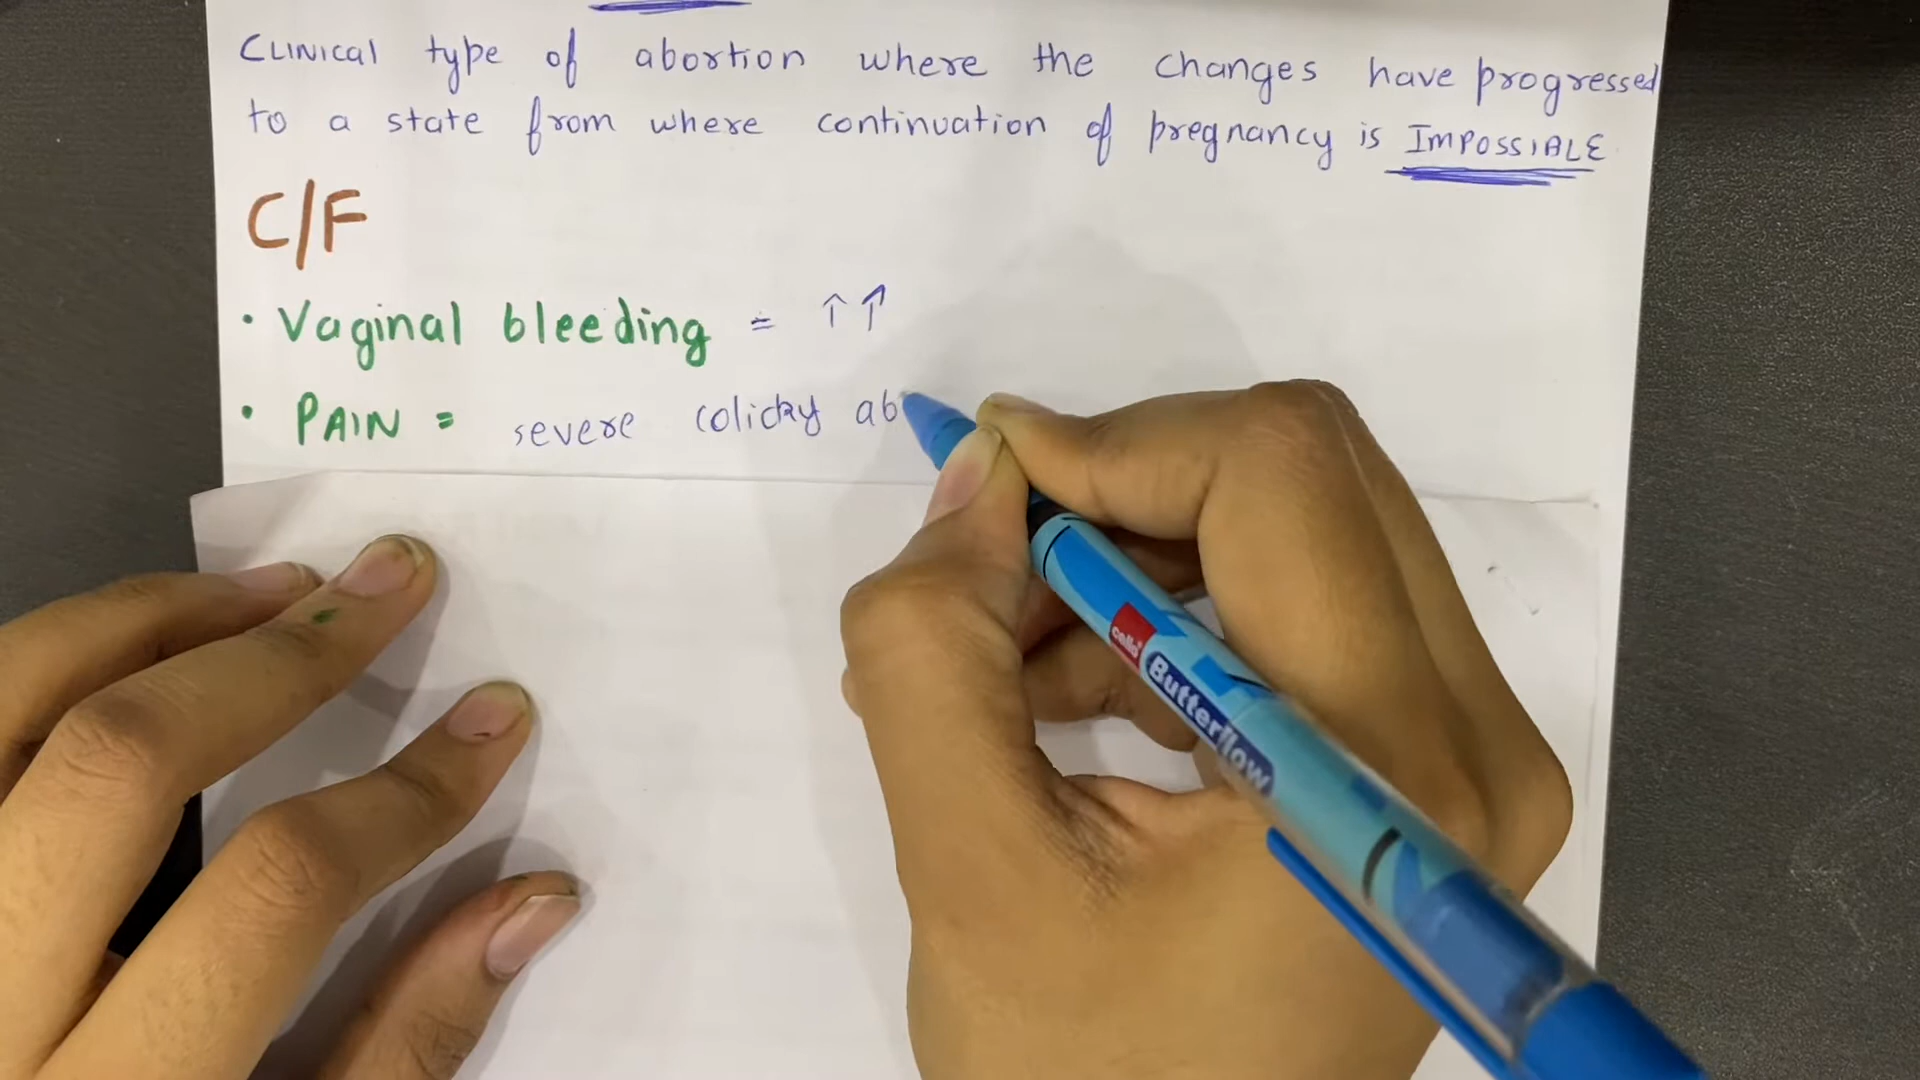 CLINICAL type of abortion where the changes have progressed
to a state from where continuation of pregnancy is IMPOSSIBLE
C/F
• Vaginal bleeding = ↑↑
• PAIN = severe colicky ab
cello
Butterflow